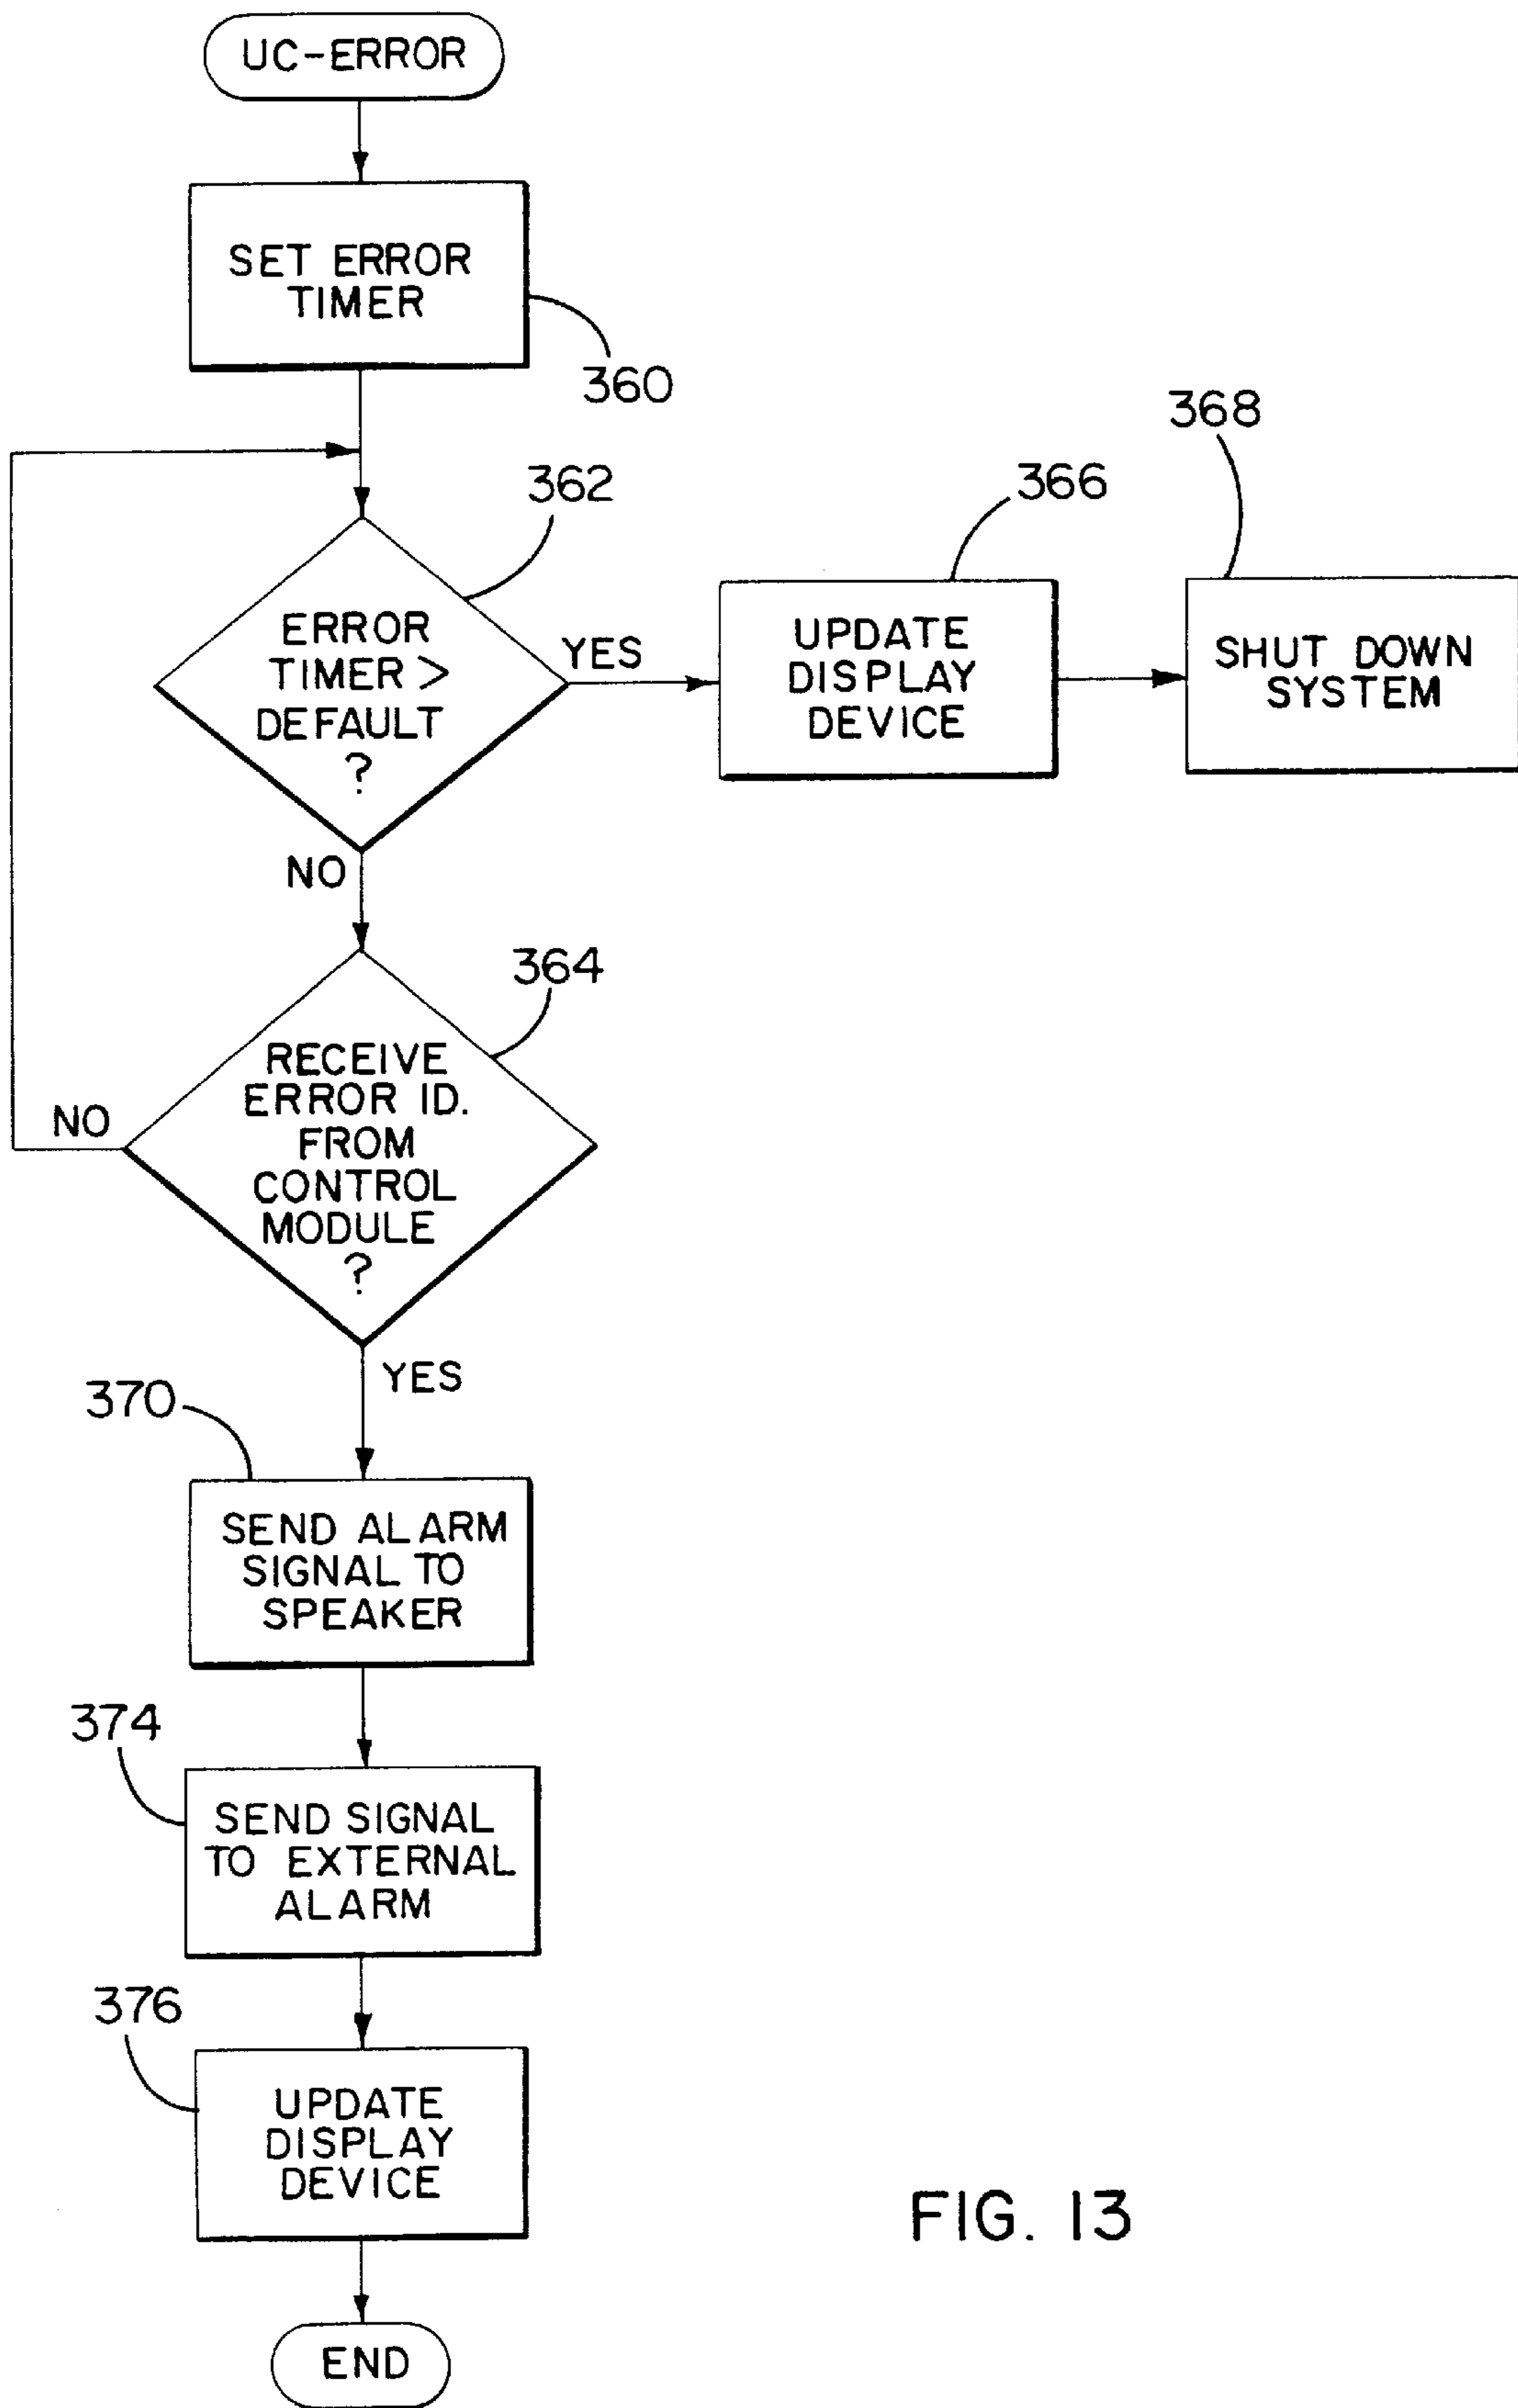 UC-ERROR
SET ERROR
TIMER
360
362
ERROR
TIMER >
DEFAULT
?
YES
366
UPDATE
DISPLAY
DEVICE
368
SHUT DOWN
SYSTEM
NO
364
RECEIVE
ERROR ID.
FROM
CONTROL
MODULE
?
NO
YES
370
SEND ALARM
SIGNAL TO
SPEAKER
374
SEND SIGNAL
TO EXTERNAL
ALARM
376
UPDATE
DISPLAY
DEVICE
END
FIG. 13